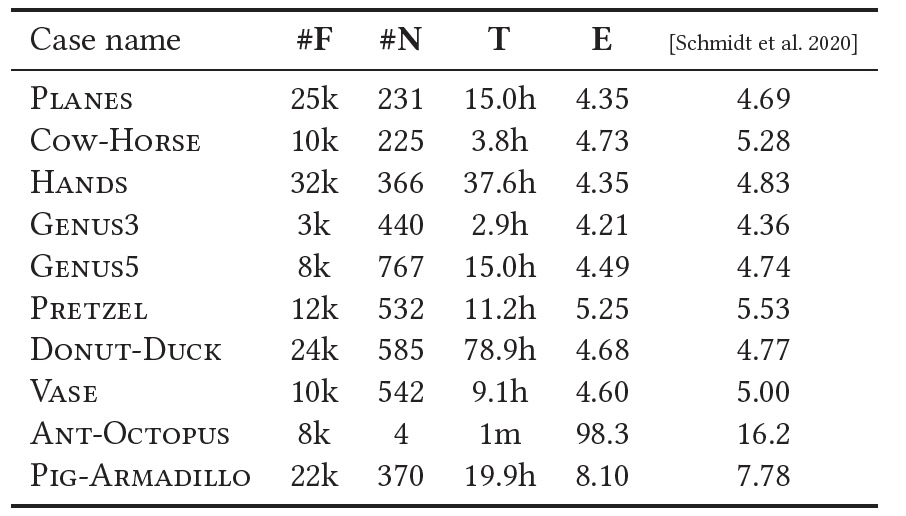 Case name #F #N T E [Schmidt et al. 2020]
Planes 25k 231 15.0h 4.35 4.69
Cow-Horse 10k 225 3.8h 4.73 5.28
Hands 32k 366 37.6h 4.35 4.83
Genus3 3k 440 2.9h 4.21 4.36
Genus5 8k 767 15.0h 4.49 4.74
Pretzel 12k 532 11.2h 5.25 5.53
Donut-Duck 24k 585 78.9h 4.68 4.77
Vase 10k 542 9.1h 4.60 5.00
Ant-Octopus 8k 4 1m 98.3 16.2
Pig-Armadillo 22k 370 19.9h 8.10 7.78